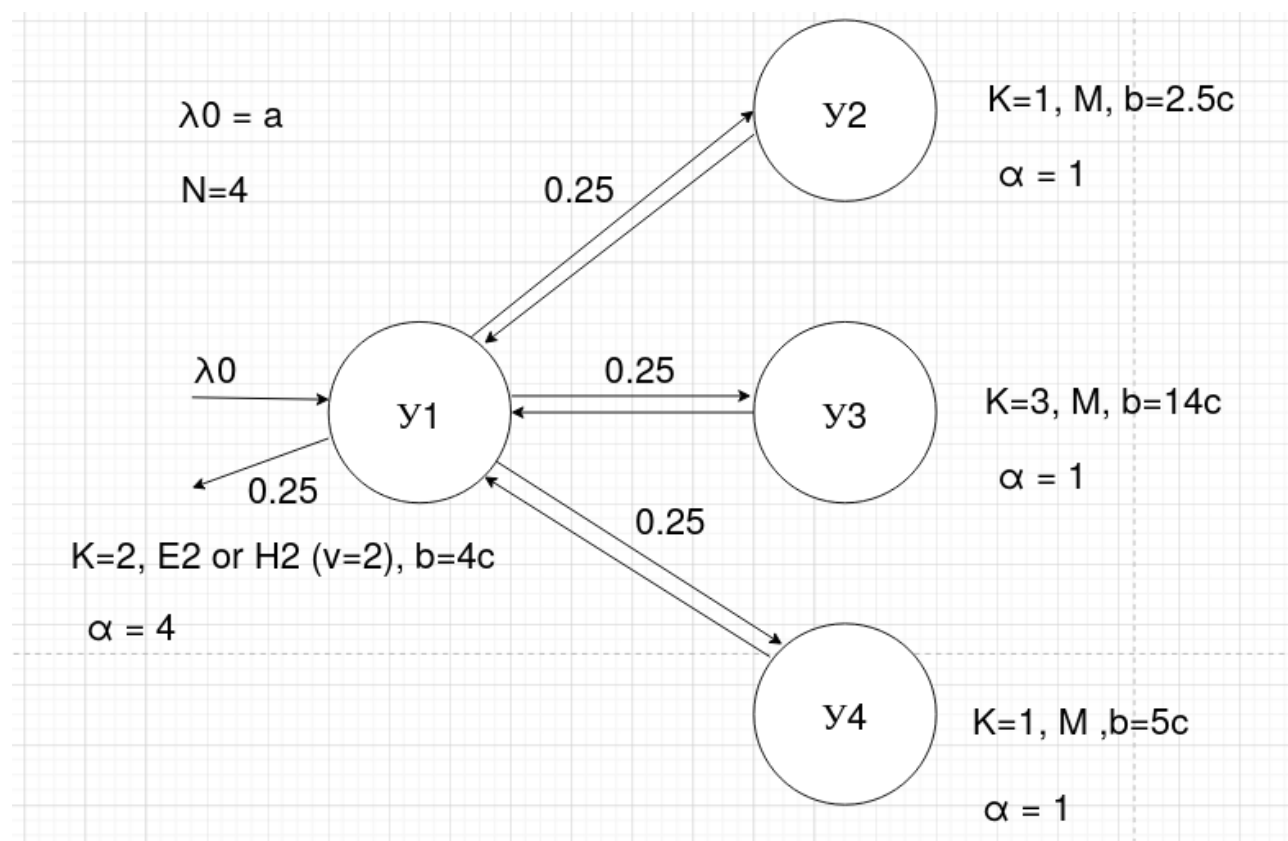 λ0 = a
N=4
0.25
У2
K=1, M, b=2.5c
α = 1
λ0
У1
0.25
0.25
У3
K=3, M, b=14c
α = 1
0.25
K=2, E2 or H2 (v=2), b=4c
α = 4
У4
K=1, M ,b=5c
α = 1